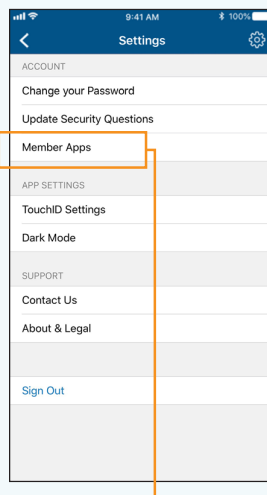 9:41 AM 100%
Settings
ACCOUNT
Change your Password
Update Security Questions
Member Apps
APP SETTINGS
TouchID Settings
Dark Mode
SUPPORT
Contact Us
About & Legal
Sign Out